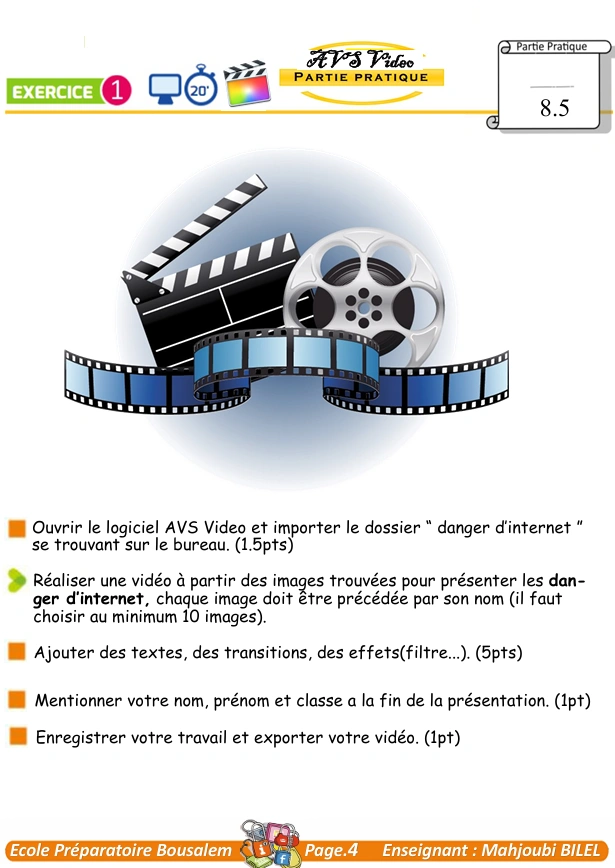 AVS Video
PARTIE PRATIQUE
Partie Pratique
EXERCICE 1
20'
8.5
Ouvrir le logiciel AVS Video et importer le dossier “ danger d’internet ”
se trouvant sur le bureau. (1.5pts)
Réaliser une vidéo à partir des images trouvées pour présenter les dan-
ger d’internet, chaque image doit être précédée par son nom (il faut
choisir au minimum 10 images).
Ajouter des textes, des transitions, des effets(filtre...). (5pts)
Mentionner votre nom, prénom et classe a la fin de la présentation. (1pt)
Enregistrer votre travail et exporter votre vidéo. (1pt)
Ecole Préparatoire Bousalem Page.4 Enseignant : Mahjoubi BILEL